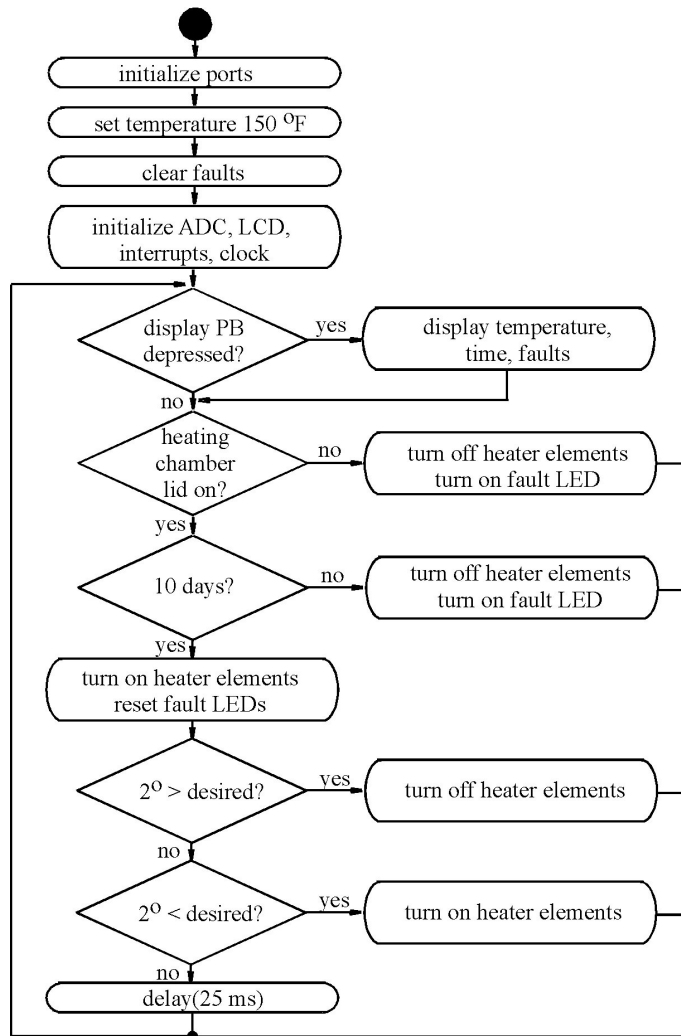 initialize ports
set temperature 150 ºF
clear faults
initialize ADC, LCD,
interrupts, clock
display PB
depressed?
yes
display temperature,
time, faults
no
heating
chamber
lid on?
no
turn off heater elements
turn on fault LED
yes
10 days?
no
turn off heater elements
turn on fault LED
yes
turn on heater elements
reset fault LEDs
2º > desired?
yes
turn off heater elements
no
2º < desired?
yes
turn on heater elements
no
delay(25 ms)